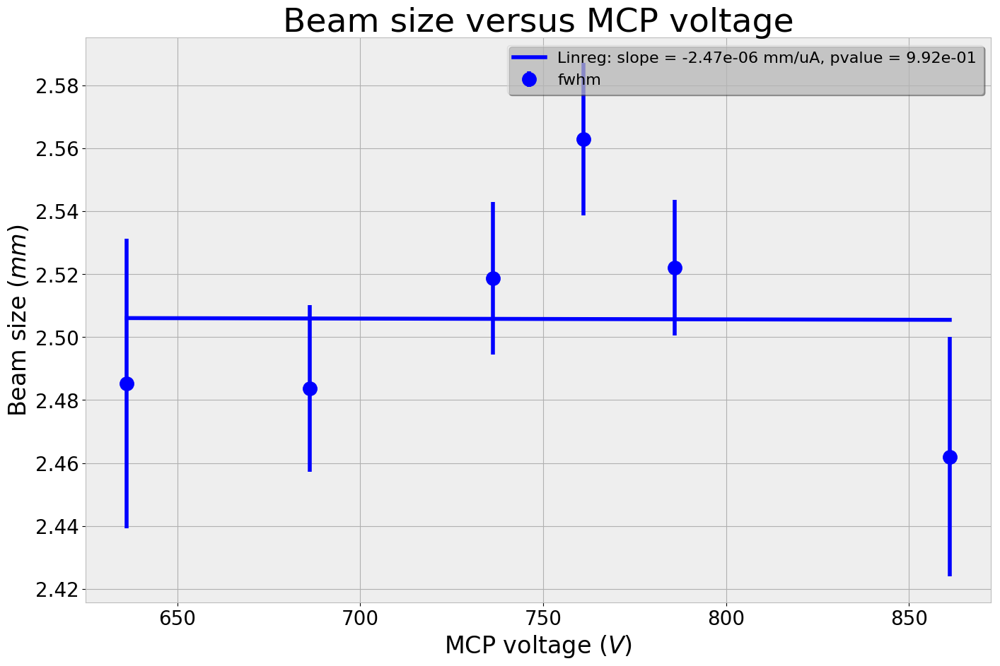 Beam size versus MCP voltage
Linreg: slope = -2.47e-06 mm/uA, pvalue = 9.92e-01
fwhm
Beam size (mm)
2.58
2.56
2.54
2.52
2.50
2.48
2.46
2.44
2.42
650 700 750 800 850
MCP voltage (V)